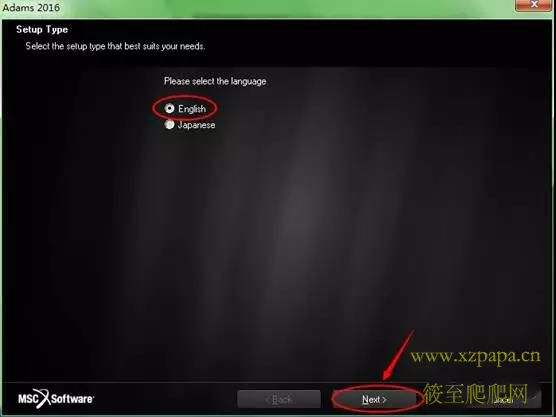 Adams 2016
Setup Type
Select the setup type that best suits your needs.
Please select the language
English
Japanese
www.xzpapa.cn
筱至爬爬网
MSC Software
< Back
Next >